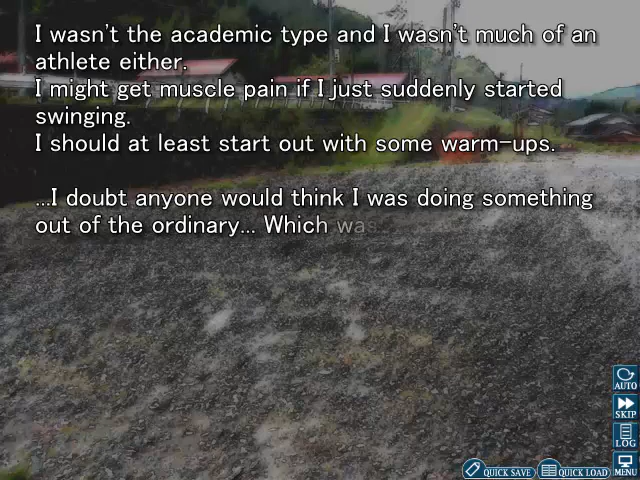 I wasn't the academic type and I wasn't much of an
athlete either.
I might get muscle pain if I just suddenly started
swinging.
I should at least start out with some warm-ups.
...I doubt anyone would think I was doing something
out of the ordinary... Which was...
AUTO
SKIP
LOG
QUICK SAVE
QUICK LOAD
MENU